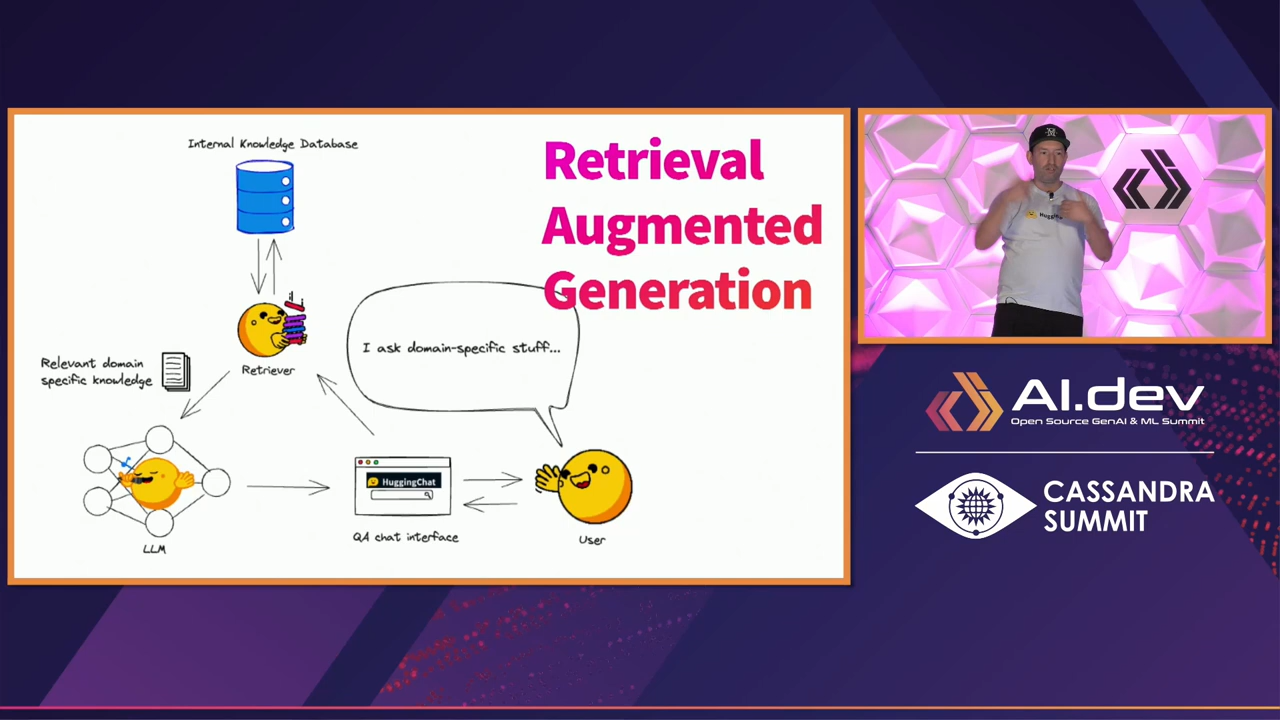 Internal Knowledge Database
Retrieval
Augmented
Generation
I ask domain-specific stuff...
Retriever
Relevant domain
specific knowledge
HuggingChat
LLM
QA chat interface
User
AI.dev
Open Source GenAI & ML Summit
CASSANDRA
SUMMIT